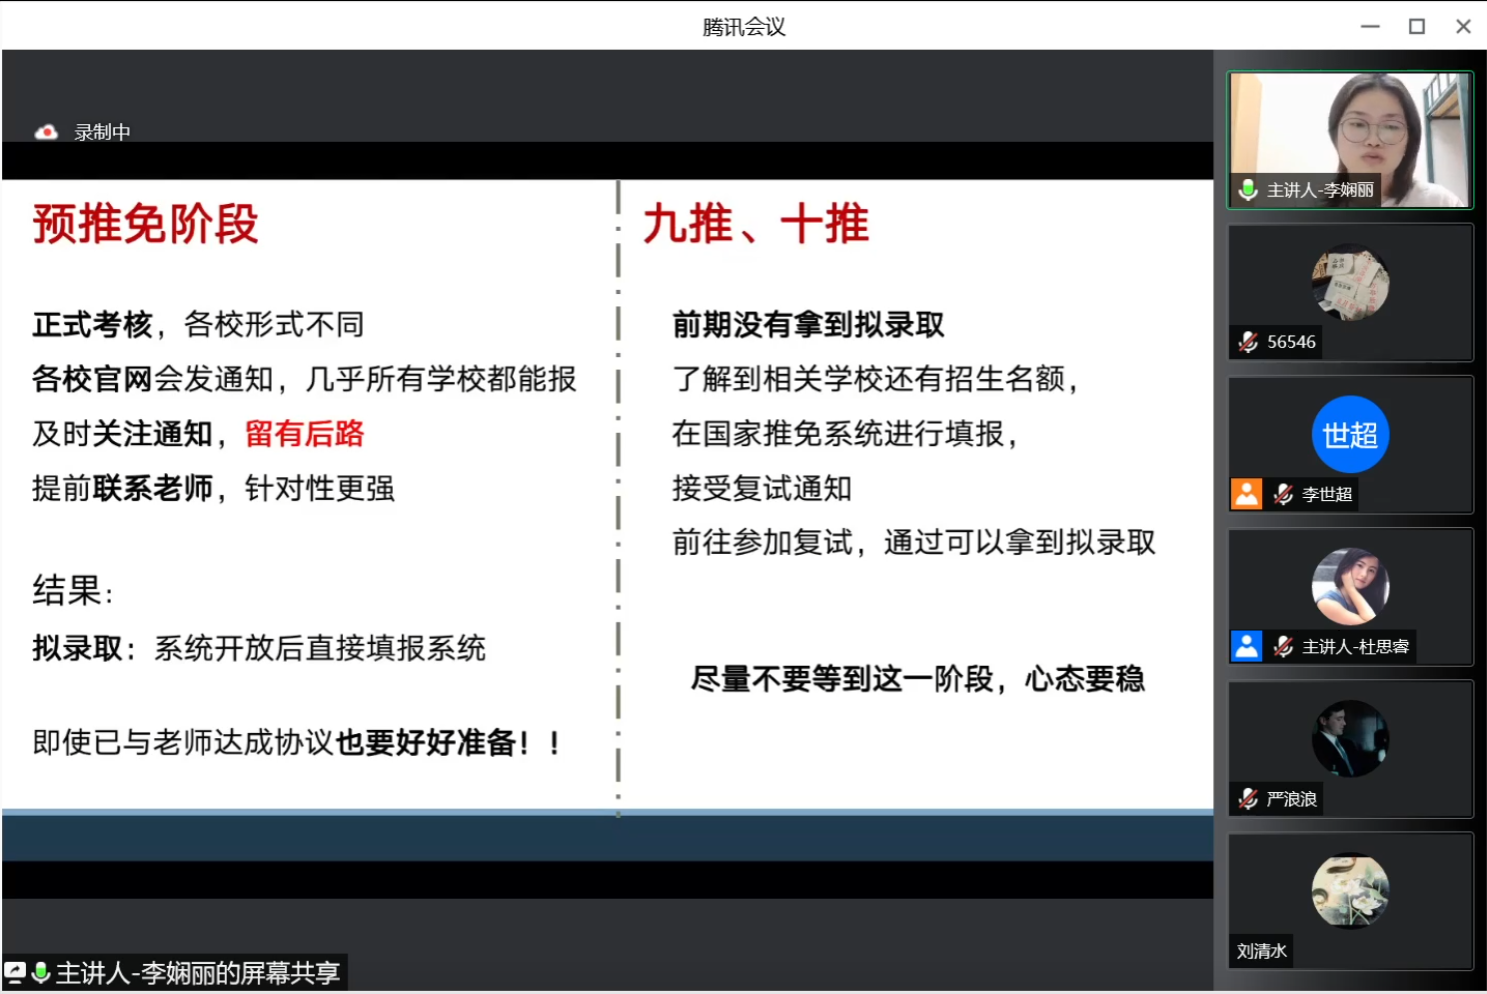 腾讯会议
录制中
预推免阶段
正式考核，各校形式不同
各校官网会发通知，几乎所有学校都能报
及时关注通知，留有后路
提前联系老师，针对性更强
结果：
拟录取：系统开放后直接填报系统
即使已与老师达成协议也要好好准备！！
九推、十推
前期没有拿到拟录取
了解到相关学校还有招生名额，
在国家推免系统进行填报，
接受复试通知
前往参加复试，通过可以拿到拟录取
尽量不要等到这一阶段，心态要稳
主讲人-李娴丽的屏幕共享
主讲人-李娴丽
56546
世超
李世超
主讲人-杜思睿
严浪浪
刘清水